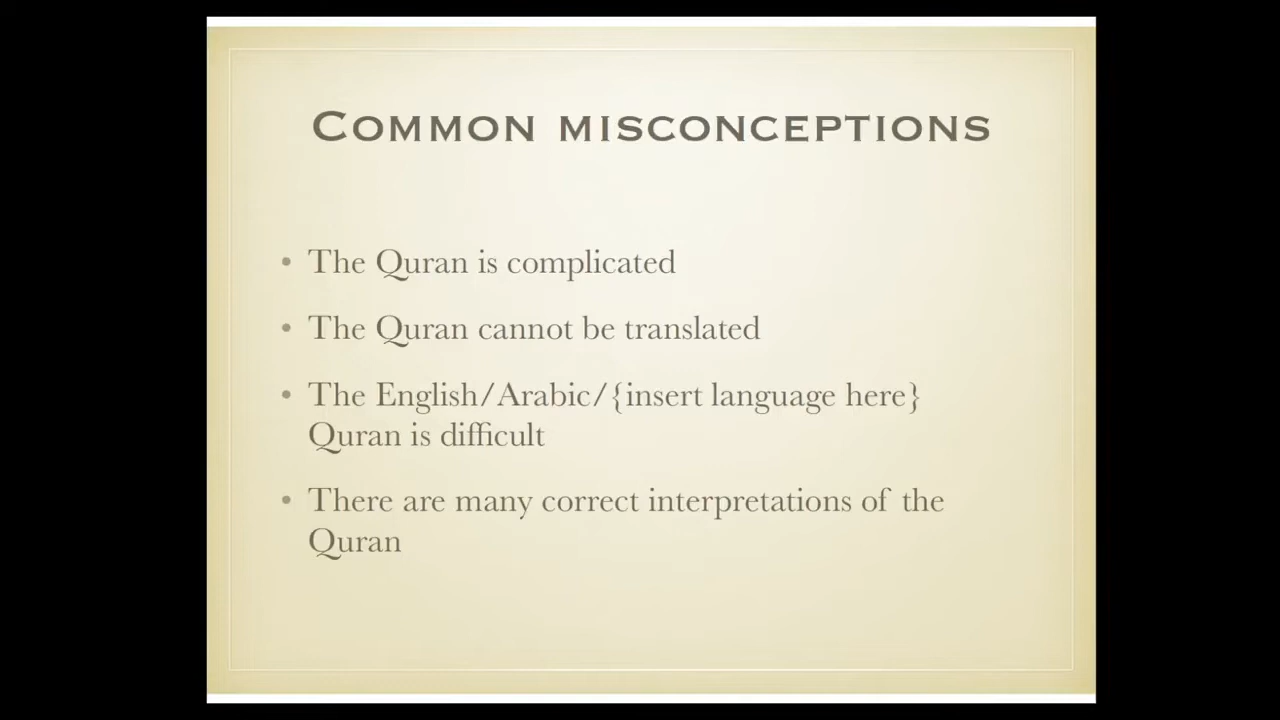 Common misconceptions
• The Quran is complicated
• The Quran cannot be translated
• The English/Arabic/{insert language here}
Quran is difficult
• There are many correct interpretations of the
Quran